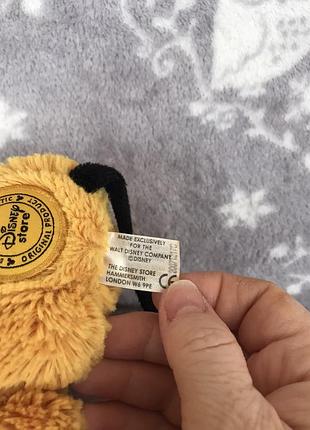 TIC
ORIGINAL PRODUCT
DISNEY
STORE
MADE EXCLUSIVELY
FOR THE
WALT DISNEY COMPANY
©DISNEY
THE DISNEY STORE
HAMMERSMITH
LONDON W6 9PE
CE